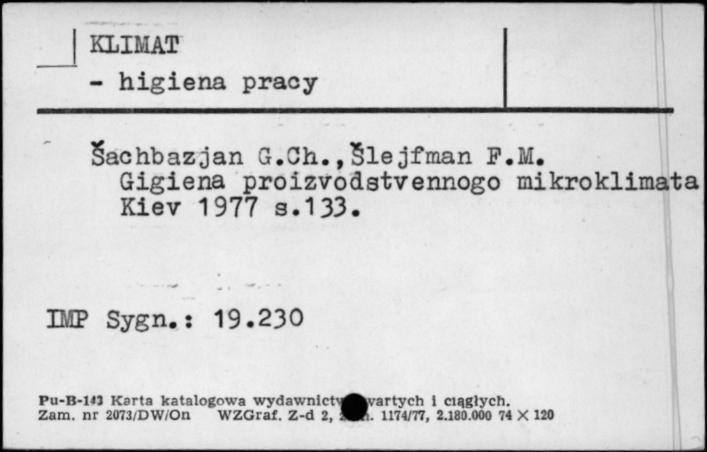 KLIMAT
- higiena pracy
Šachbazjan G.Ch.,Šlejfman F.M.
Gigiena proizvodstvennogo mikroklimata
Kiev 1977 s.133.
IMP Sygn.: 19.230
Pu-B-143 Karta katalogowa wydawnictw zwartych i ciągłych.
Zam. nr 2073/DW/On WZGraf. Z-d 2, 1174/77, 2.180.000 74 × 120